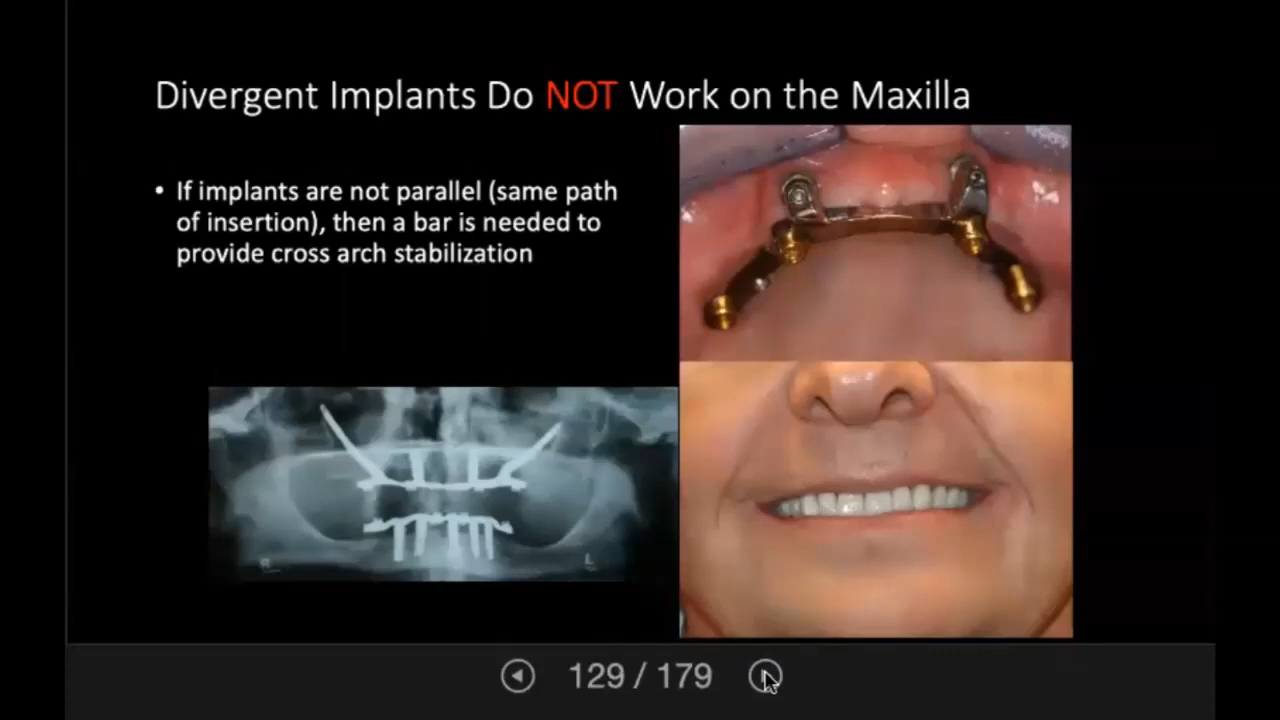 Divergent Implants Do NOT Work on the Maxilla
• If implants are not parallel (same path
of insertion), then a bar is needed to
provide cross arch stabilization
R
L
129 / 179